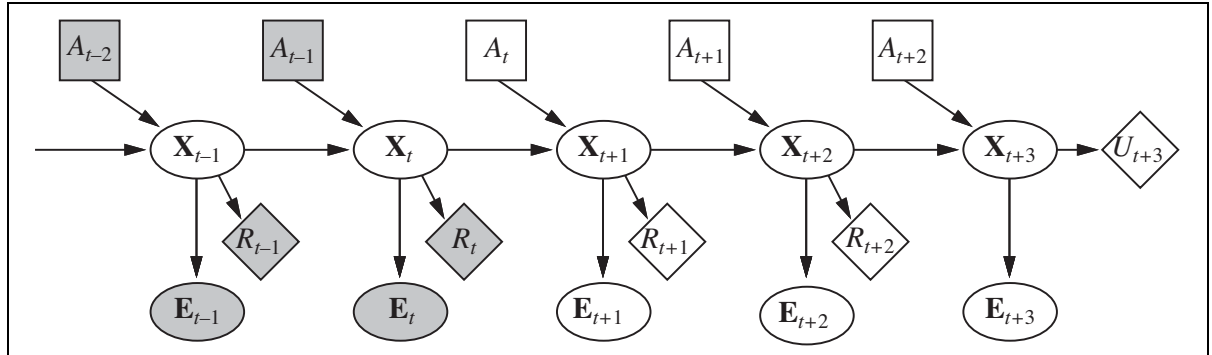 A_{t–2} A_{t–1} A_t A_{t+1} A_{t+2}
X_{t–1} X_t X_{t+1} X_{t+2} X_{t+3} U_{t+3}
R_{t–1} R_t R_{t+1} R_{t+2}
E_{t–1} E_t E_{t+1} E_{t+2} E_{t+3}